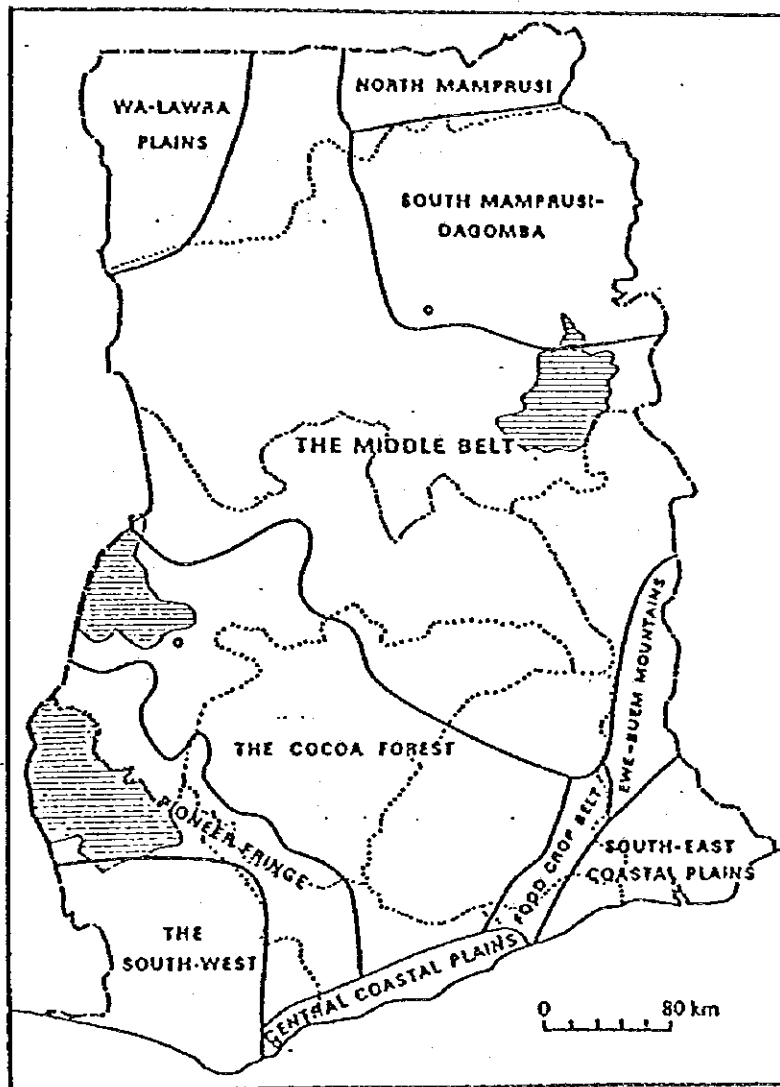 NORTH MAMPRUSI
WA-LAWRA
PLAINS
SOUTH MAMPRUSI-
DAGOMBA
THE MIDDLE BELT
EWE-BUEM MOUNTAINS
THE COCOA FOREST
PIONEER FRINGE
FOOD CROP BELT
SOUTH-EAST
COASTAL PLAINS
THE
SOUTH-WEST
CENTRAL COASTAL PLAINS
0 80 km